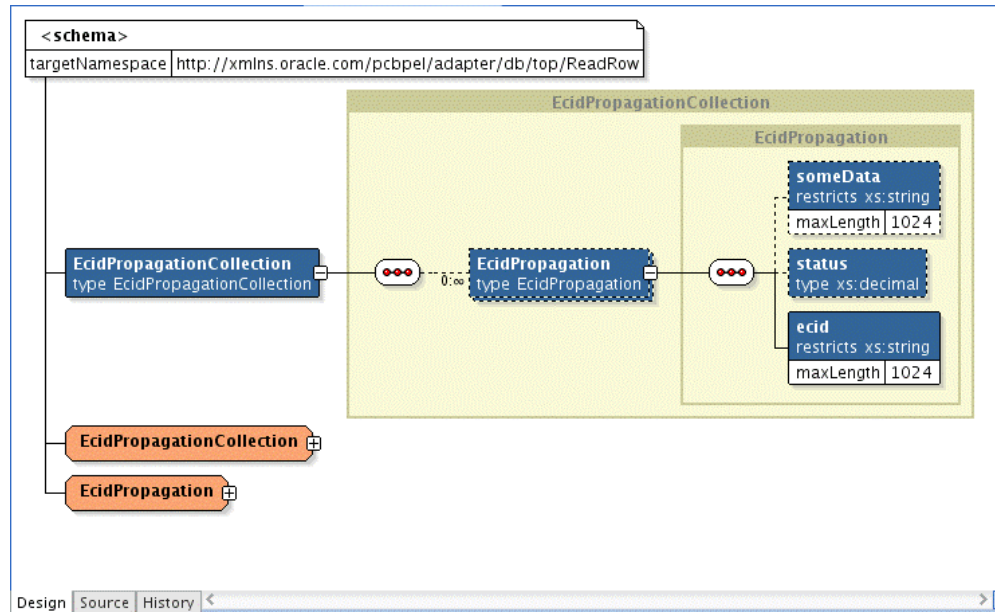 <schema>
targetNamespace http://xmlns.oracle.com/pcbpel/adapter/db/top/ReadRow
EcidPropagationCollection
EcidPropagation
someData
restricts xs:string
maxLength 1024
EcidPropagationCollection
type EcidPropagationCollection
0:∞
EcidPropagation
type EcidPropagation
status
type xs:decimal
ecid
restricts xs:string
maxLength 1024
EcidPropagationCollection
EcidPropagation
Design Source History